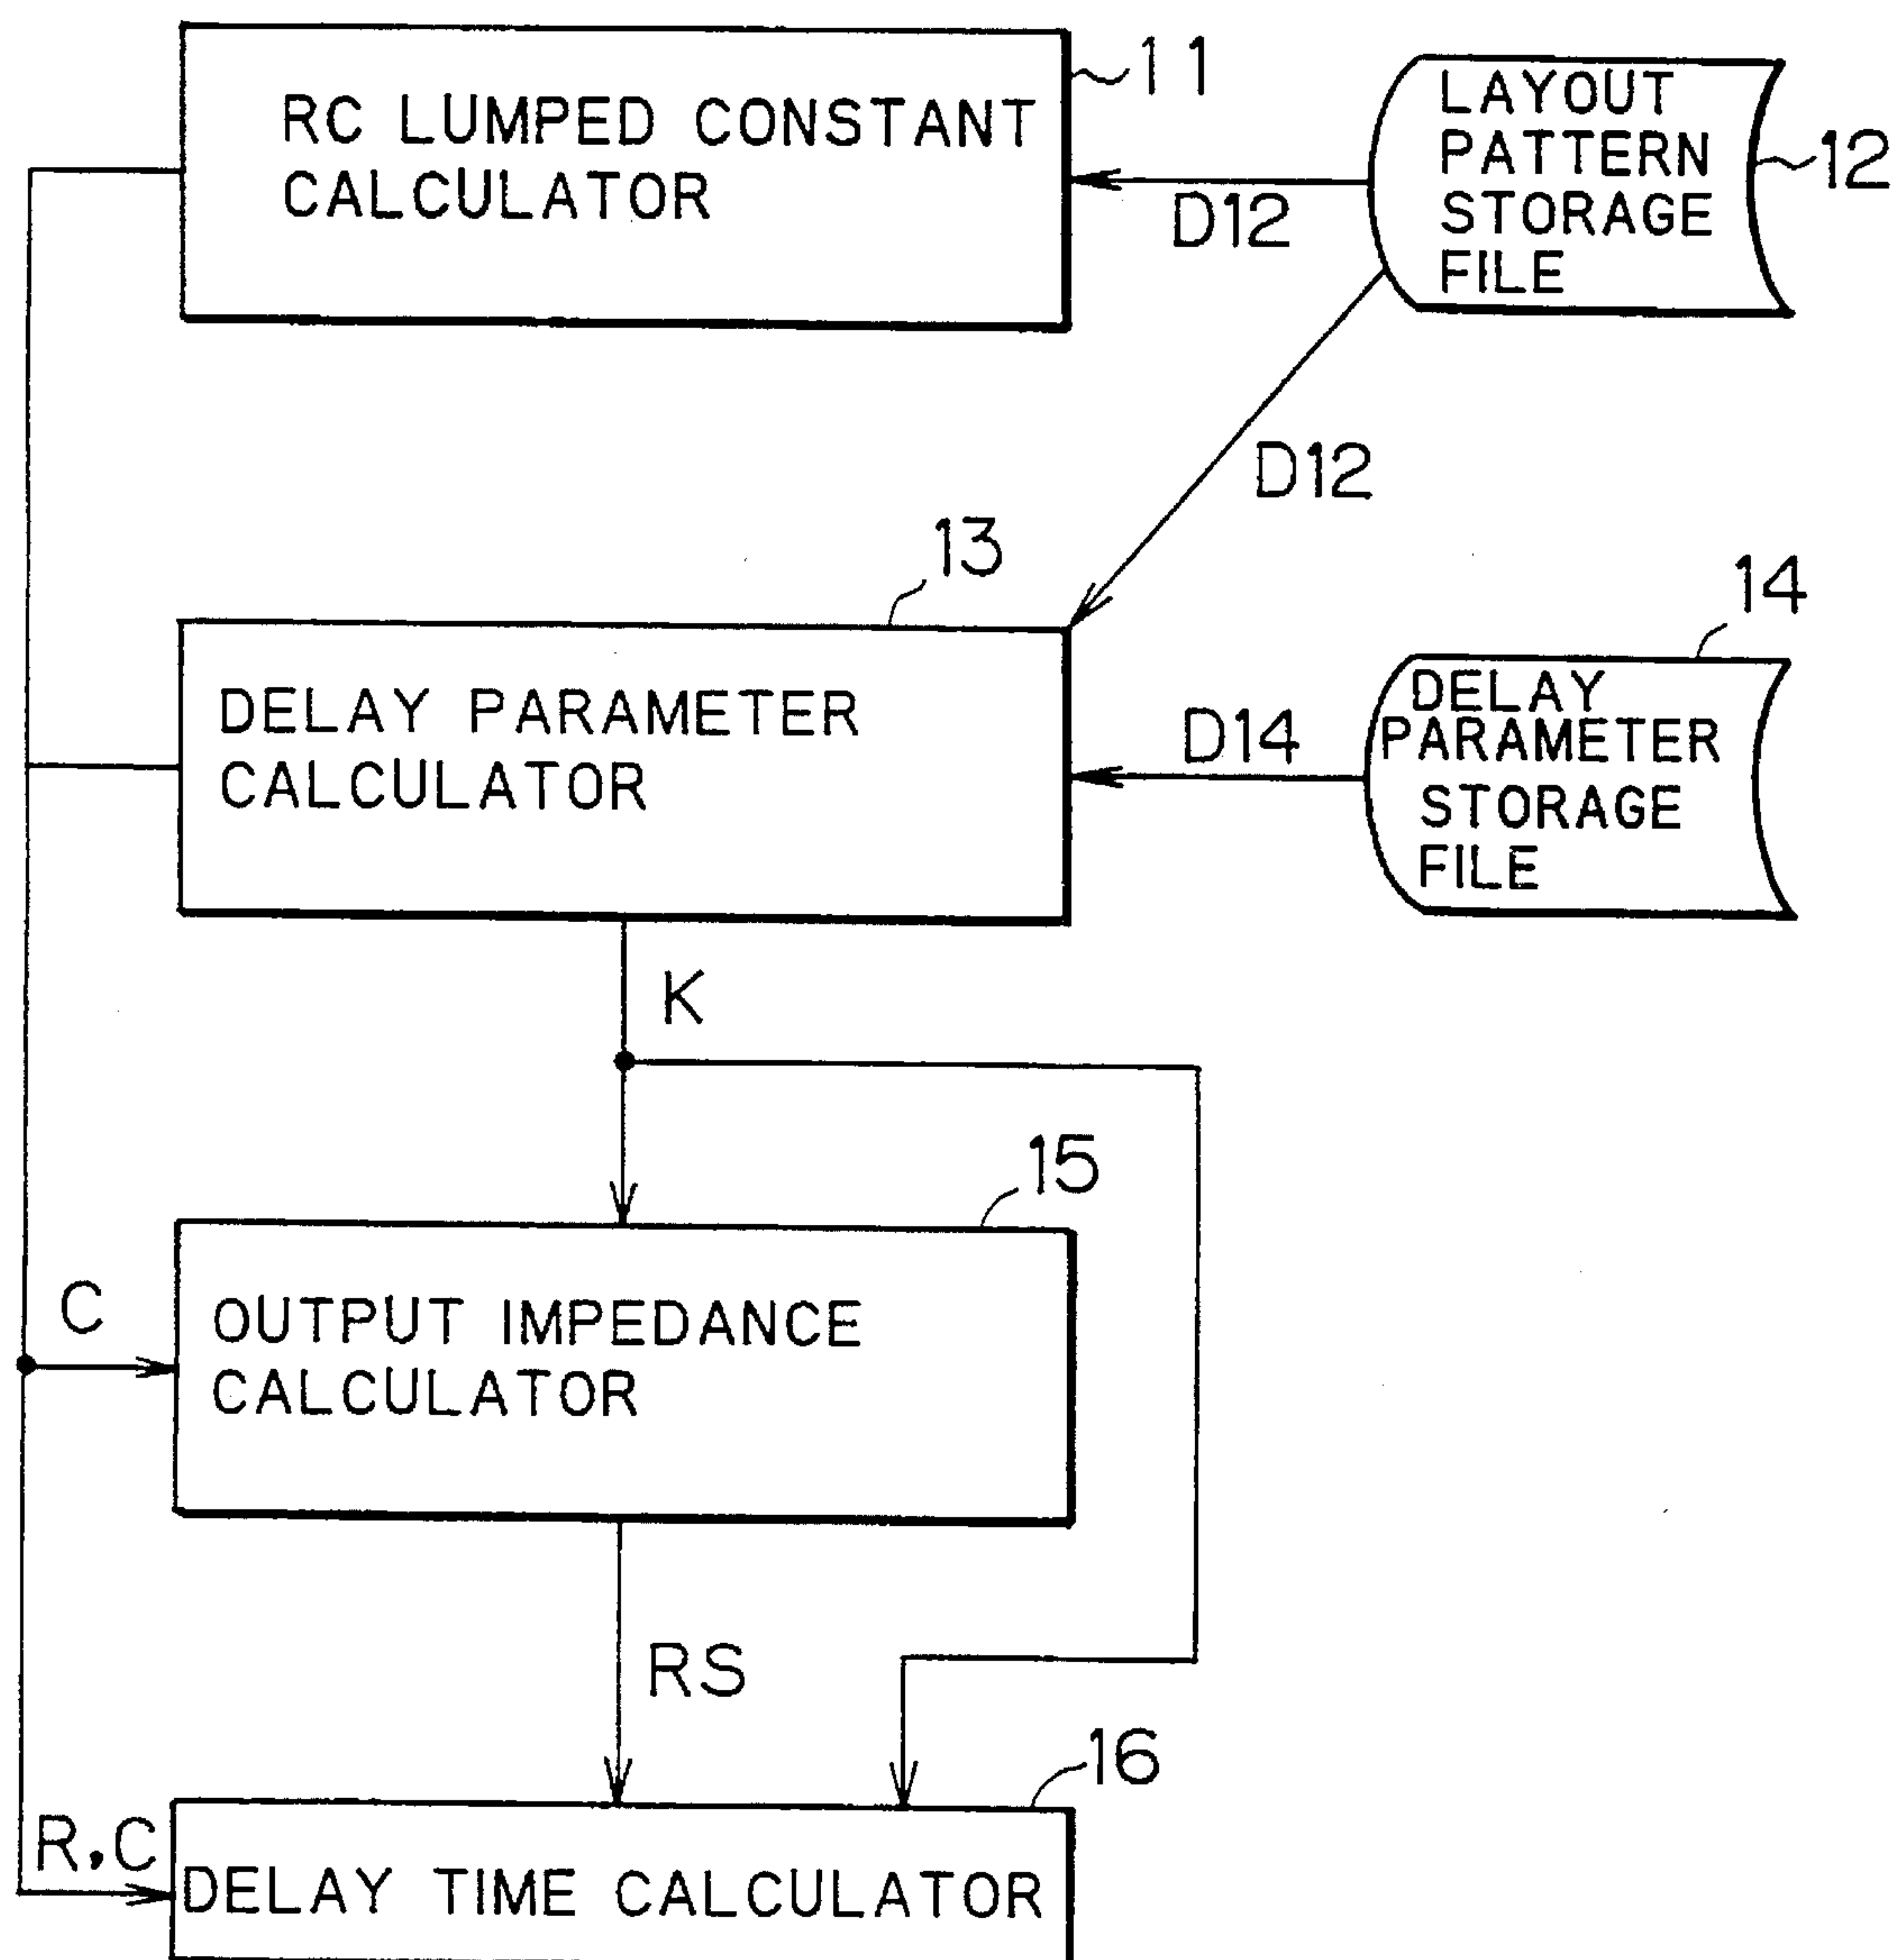 RC LUMPED CONSTANT
CALCULATOR
11
LAYOUT
PATTERN
STORAGE
FILE
12
D12
D12
13
14
DELAY PARAMETER
CALCULATOR
D14
DELAY
PARAMETER
STORAGE
FILE
K
15
C
OUTPUT IMPEDANCE
CALCULATOR
RS
16
R,C
DELAY TIME CALCULATOR